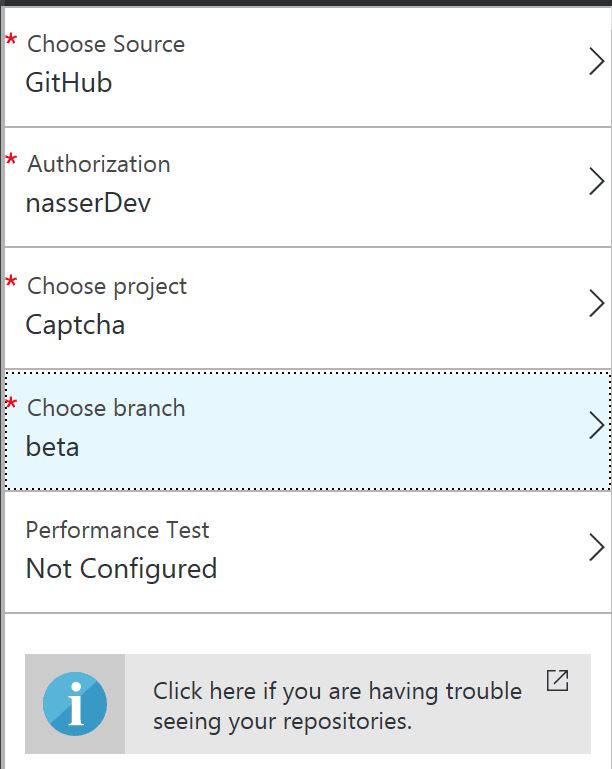 * Choose Source
GitHub
* Authorization
nasserDev
* Choose project
Captcha
* Choose branch
beta
Performance Test
Not Configured
Click here if you are having trouble
seeing your repositories.